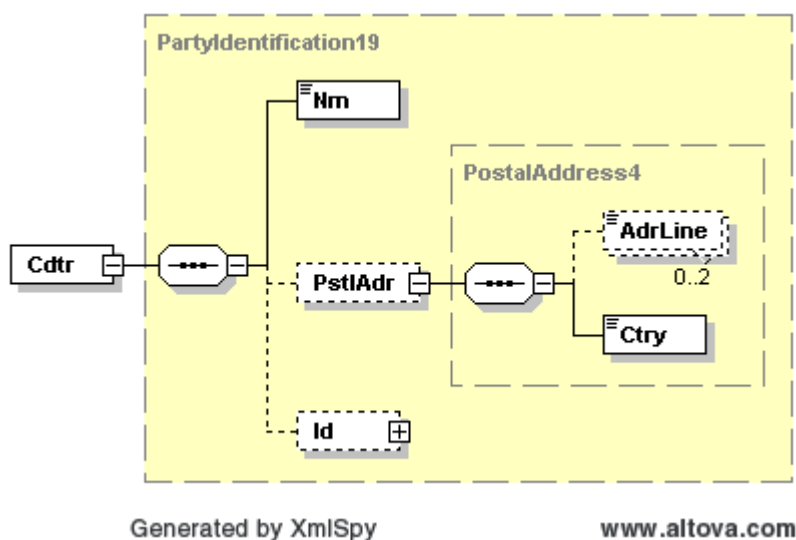 PartyIdentification19
Nm
PostalAddress4
AdrLine
Cdtr
PstlAdr
0..2
Ctry
Id
Generated by XmlSpy www.altova.com